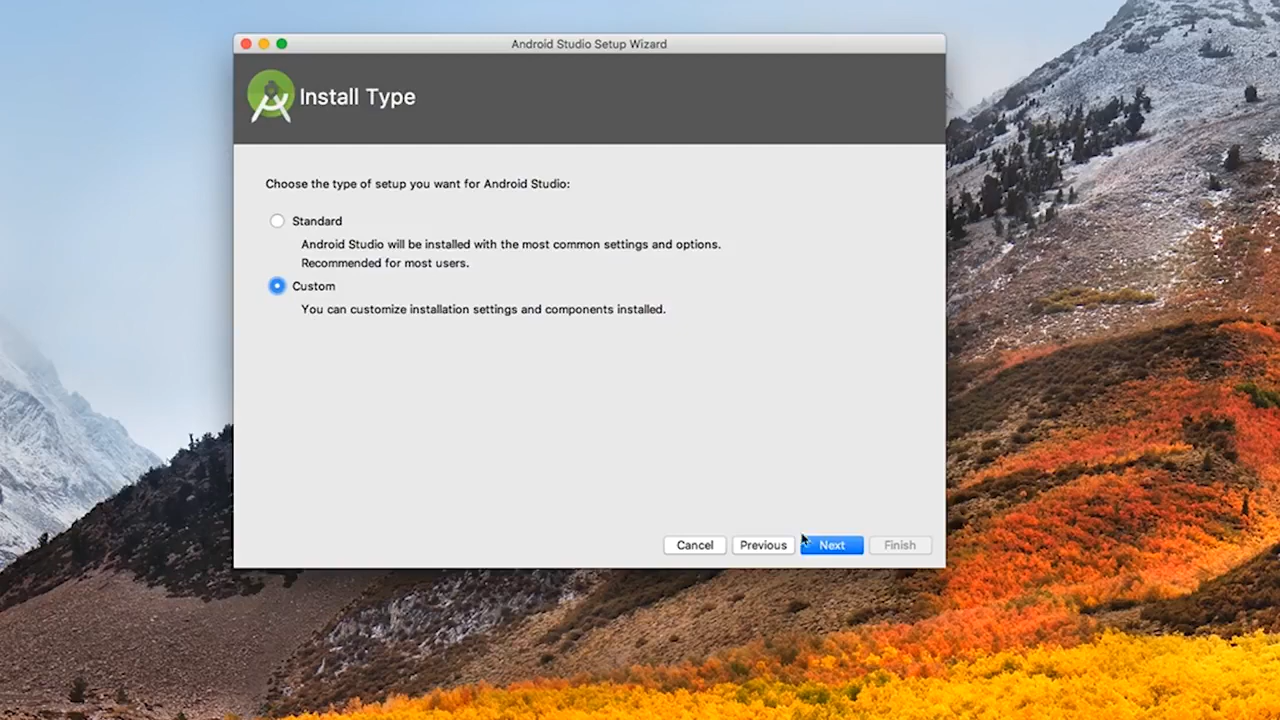 Android Studio Setup Wizard
Install Type
Choose the type of setup you want for Android Studio:
Standard
Android Studio will be installed with the most common settings and options.
Recommended for most users.
Custom
You can customize installation settings and components installed.
Cancel
Previous
Next
Finish